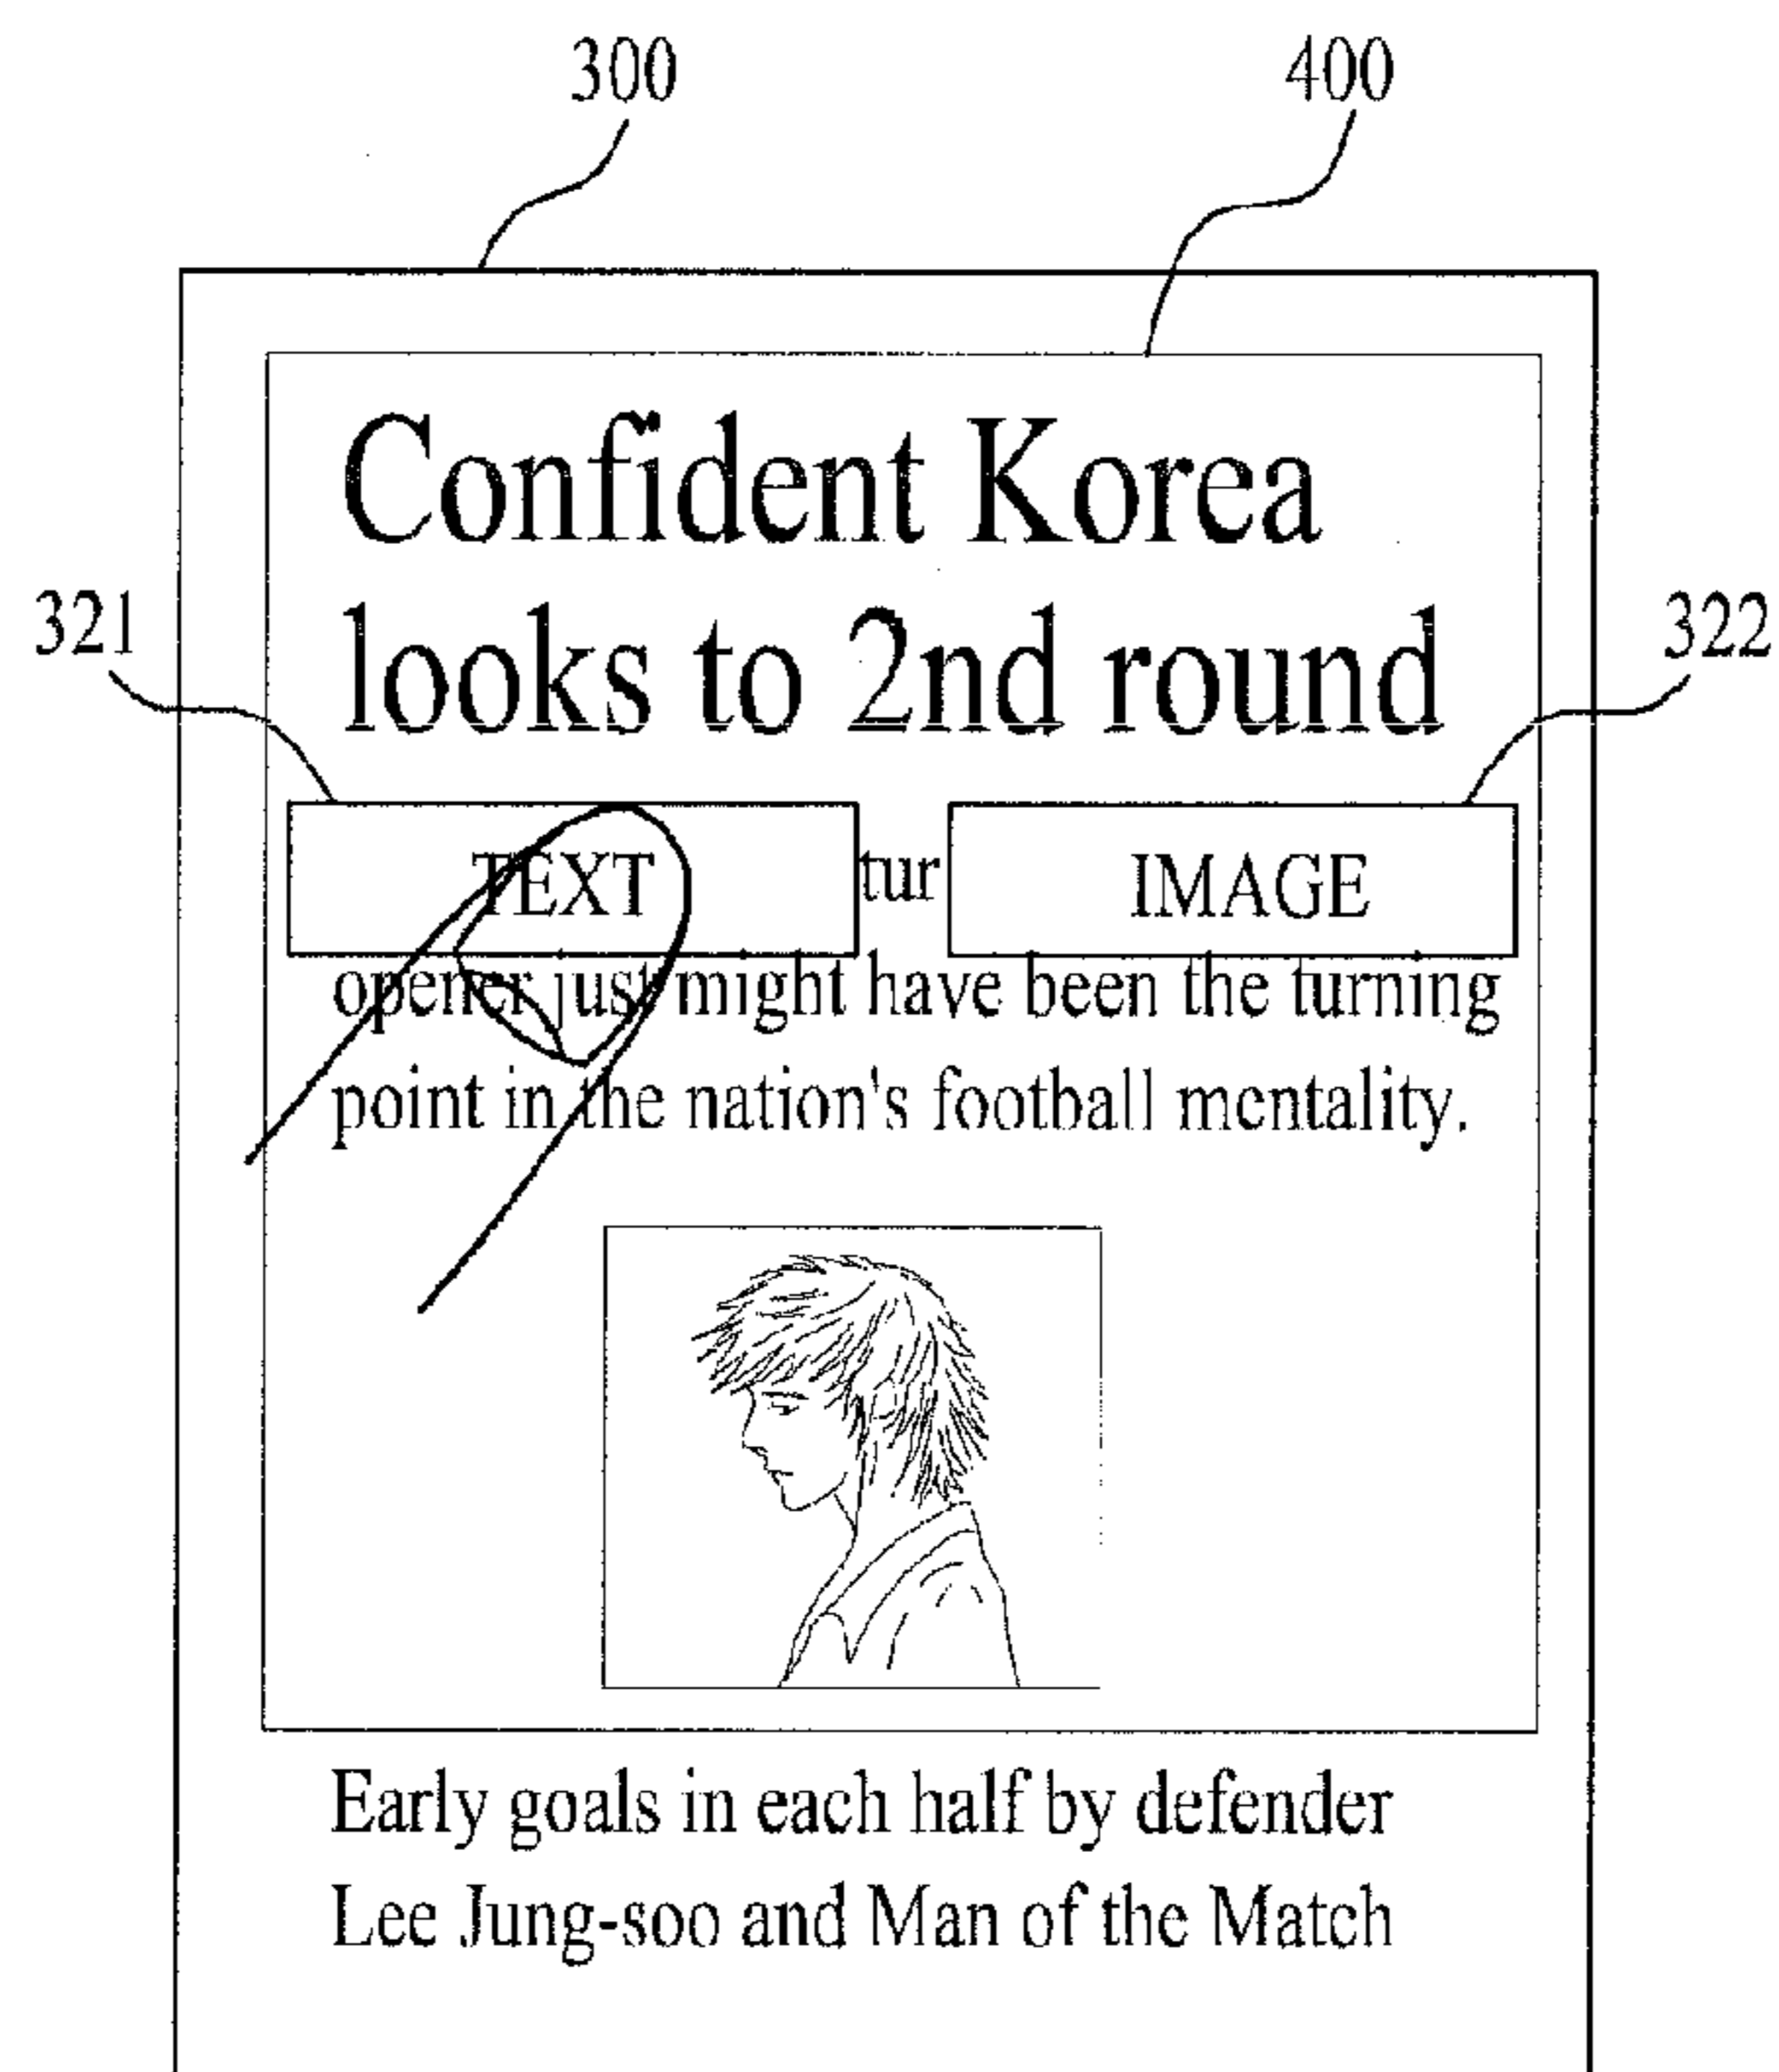 300 400
Confident Korea
looks to 2nd round
321 322
TEXT tur IMAGE
opener just might have been the turning
point in the nation's football mentality.
Early goals in each half by defender
Lee Jung-soo and Man of the Match